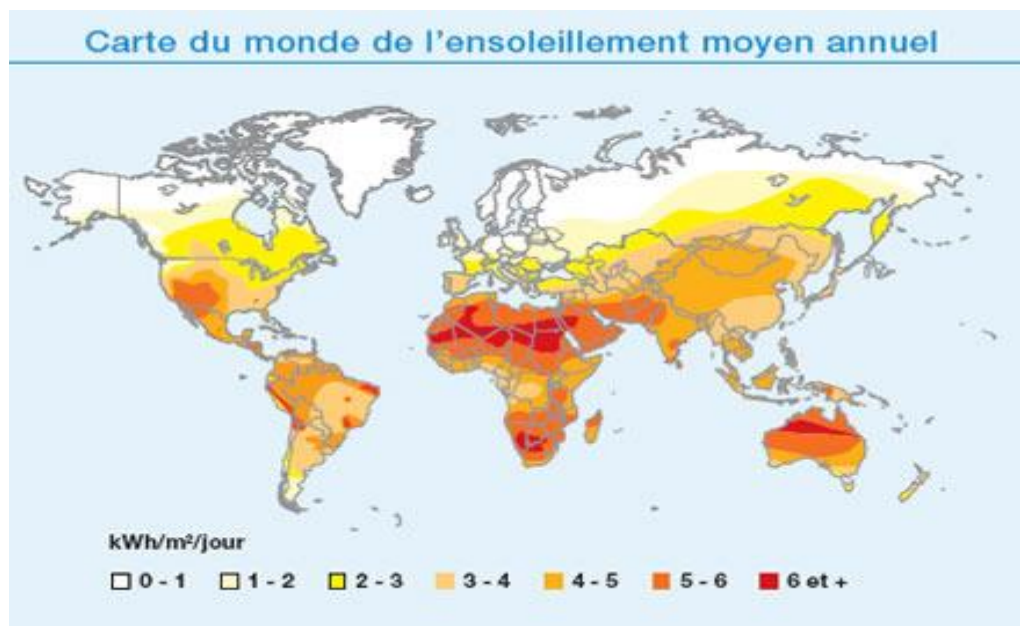 Carte du monde de l'ensoleillement moyen annuel
kWh/m²/jour
0 - 1 1 - 2 2 - 3 3 - 4 4 - 5 5 - 6 6 et +